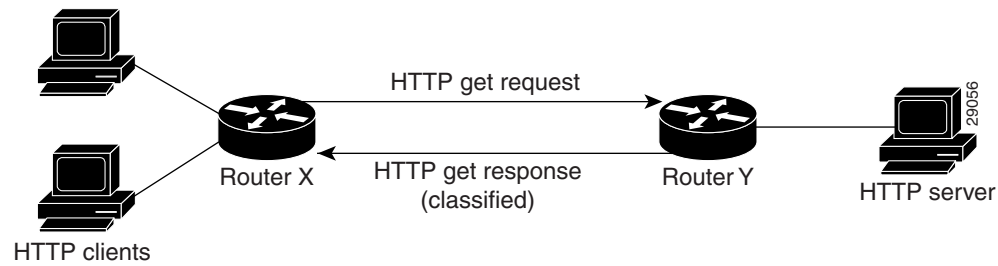 HTTP get request
29056
Router X
HTTP get response
(classified)
Router Y
HTTP server
HTTP clients